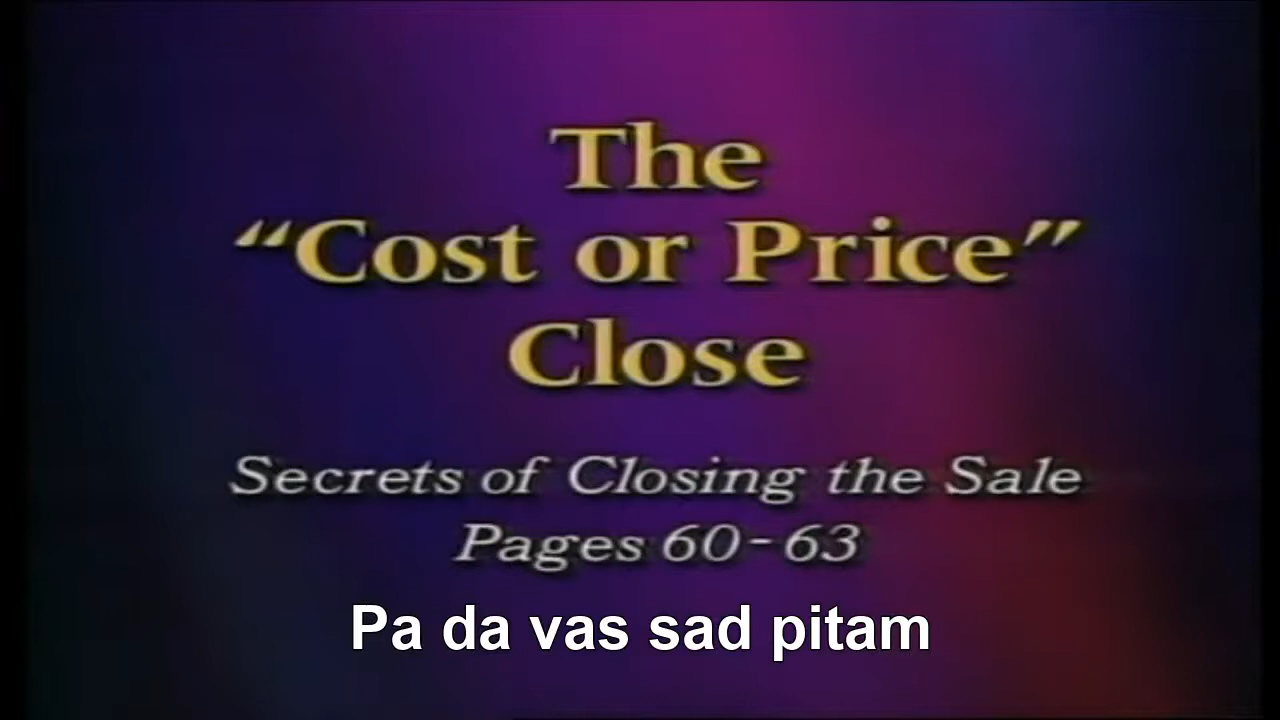 The
“Cost or Price”
Close
Secrets of Closing the Sale
Pages 60-63
Pa da vas sad pitam